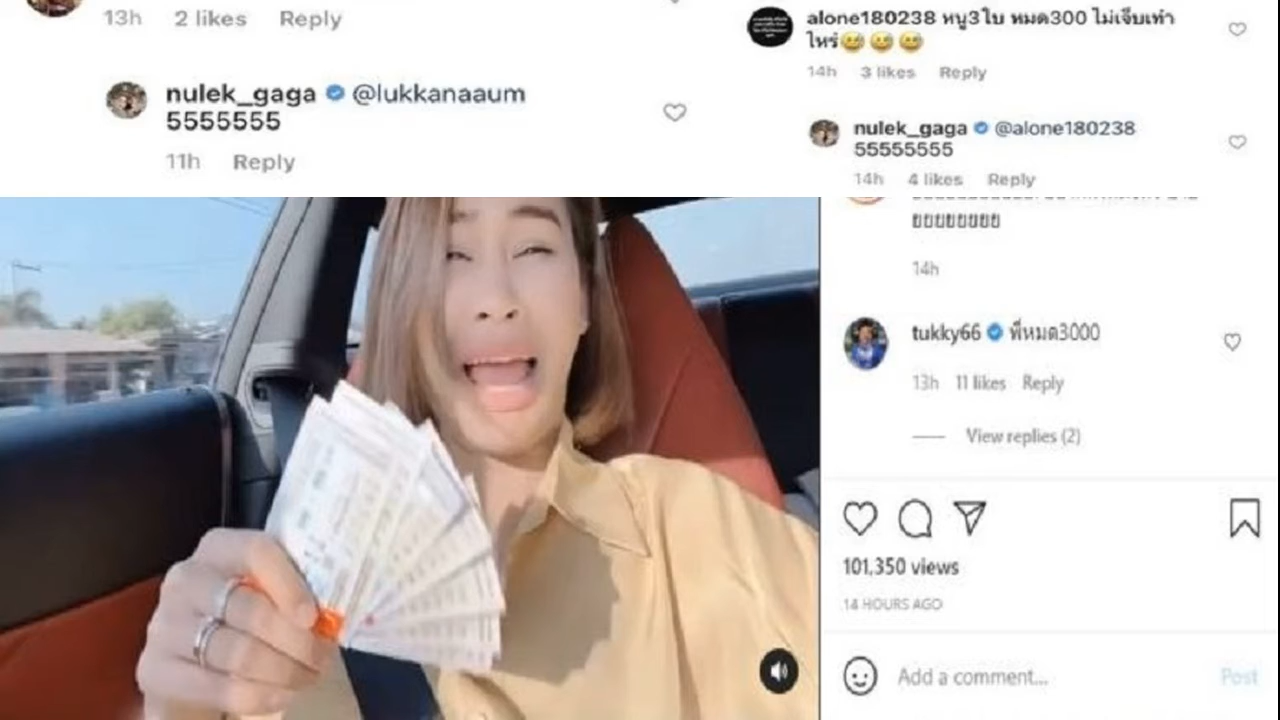 13h 2 likes Reply
nulek_gaga @lukkanaaum
5555555
11h Reply
alone180238 หนู3ใบ หมด300 ไม่เจ็บเท่า
ไหร่😅😅😅
14h 3 likes Reply
nulek_gaga @alone180238
55555555
14h 4 likes Reply
14h
tukky66 พี่หมด3000
13h 11 likes Reply
View replies (2)
101,350 views
14 HOURS AGO
Add a comment... Post